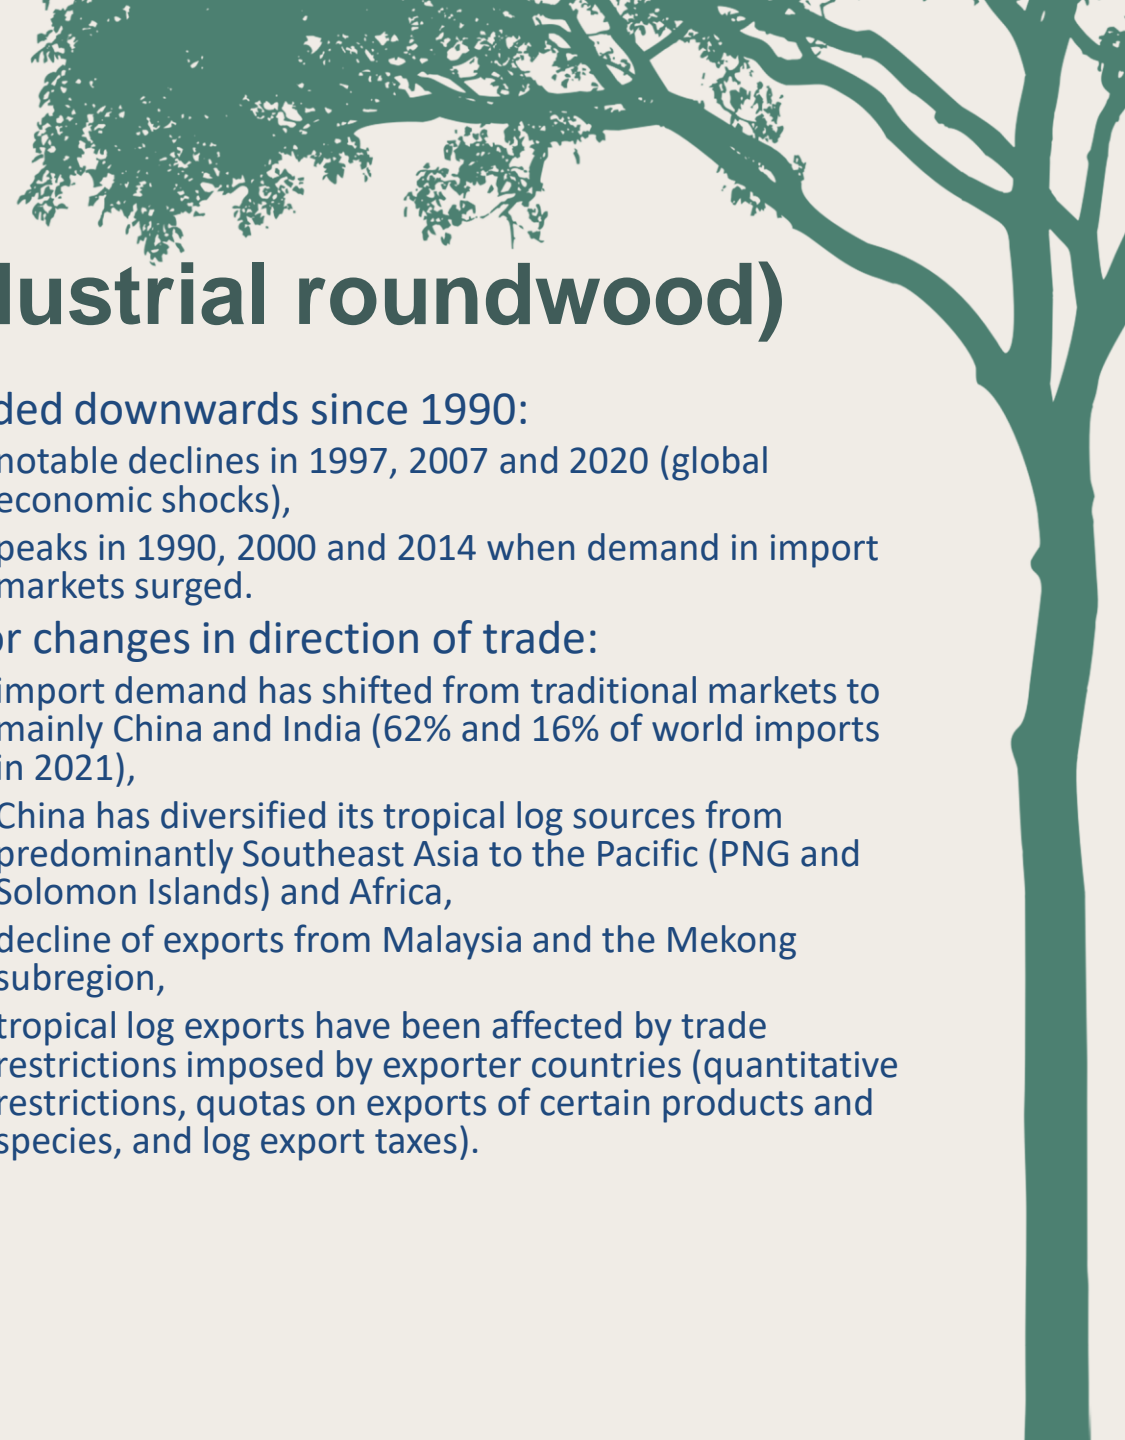 dustrial roundwood)
ded downwards since 1990:
notable declines in 1997, 2007 and 2020 (global
economic shocks),
peaks in 1990, 2000 and 2014 when demand in import
markets surged.
or changes in direction of trade:
import demand has shifted from traditional markets to
mainly China and India (62% and 16% of world imports
in 2021),
China has diversified its tropical log sources from
predominantly Southeast Asia to the Pacific (PNG and
Solomon Islands) and Africa,
decline of exports from Malaysia and the Mekong
subregion,
tropical log exports have been affected by trade
restrictions imposed by exporter countries (quantitative
restrictions, quotas on exports of certain products and
species, and log export taxes).